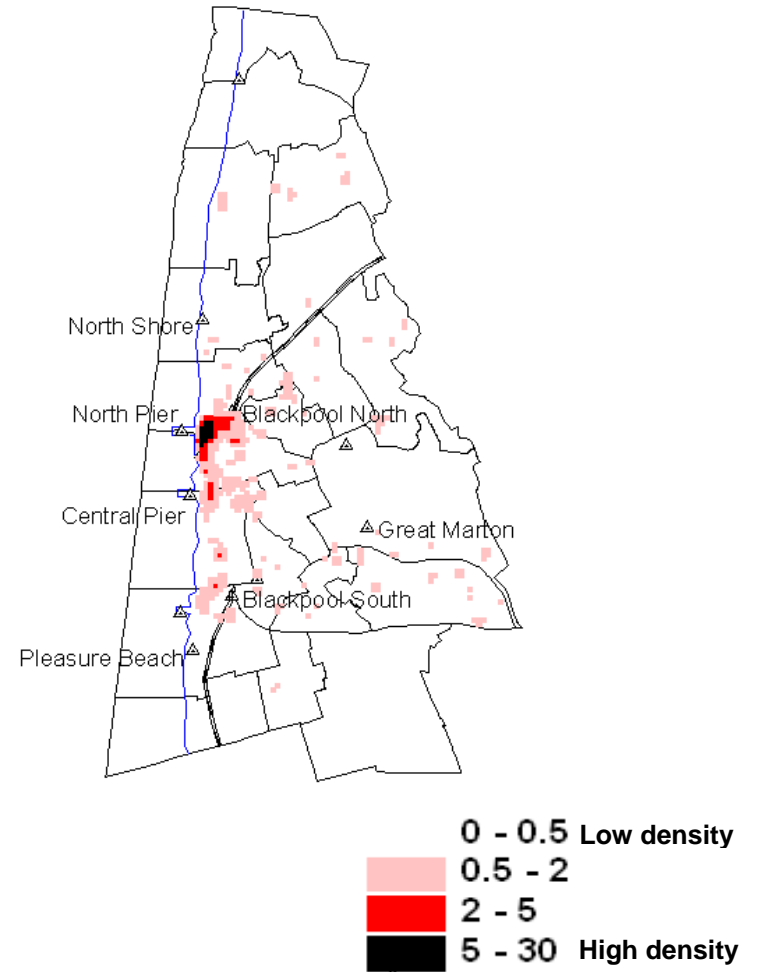 North Shore
North Pier
Blackpool North
Central Pier
Great Marton
Blackpool South
Pleasure Beach
0 - 0.5 Low density
0.5 - 2
2 - 5
5 - 30 High density